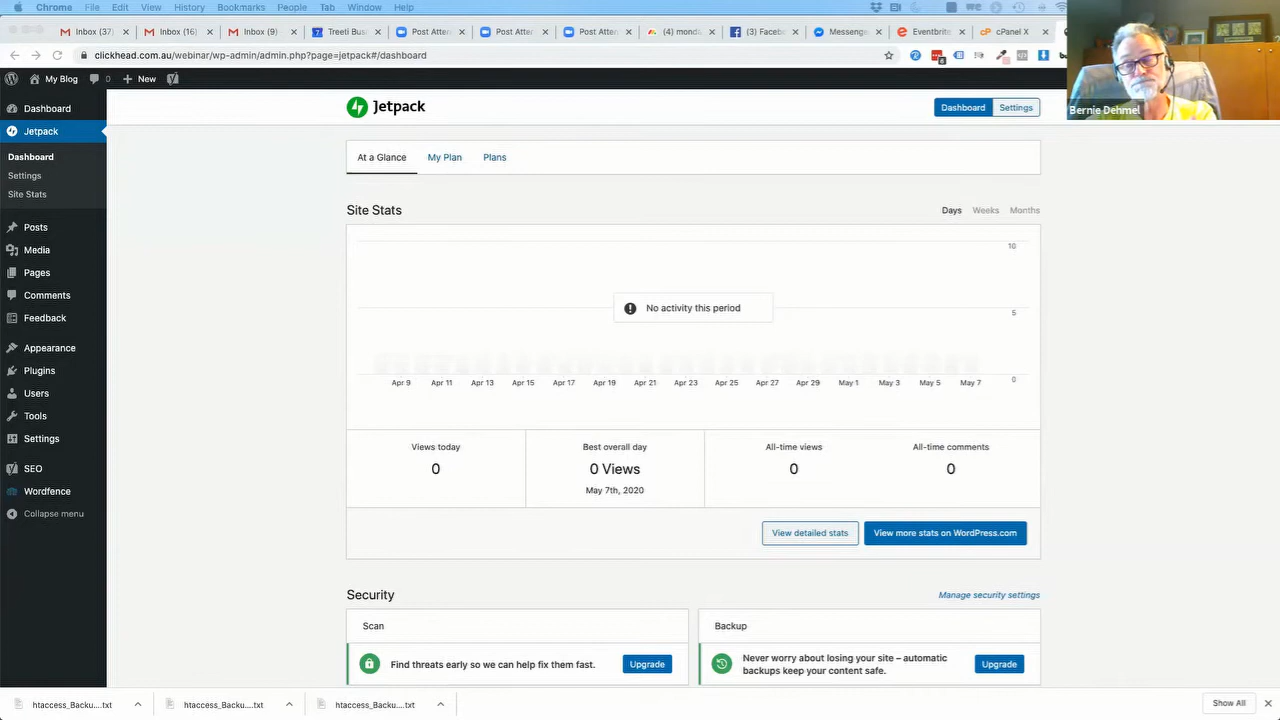 Chrome File Edit View History Bookmarks People Tab Window Help
Inbox (37) Inbox (16) Inbox (9) Treeti Busi Post Atten Post Atten Post Atten monda (3) Faceb Messeng Eventbrite cPanel X
clickhead.com.au/webinar/wp-admin/admin.php?page=jetpack#/dashboard
My Blog 0 New
Bernie Dehmel
Dashboard
Jetpack
Dashboard
Settings
Site Stats
Posts
Media
Pages
Comments
Feedback
Appearance
Plugins
Users
Tools
Settings
SEO
Wordfence
Collapse menu
Jetpack
Dashboard Settings
At a Glance My Plan Plans
Site Stats
Days Weeks Months
10
No activity this period
5
0
Apr 9 Apr 11 Apr 13 Apr 15 Apr 17 Apr 19 Apr 21 Apr 23 Apr 25 Apr 27 Apr 29 May 1 May 3 May 5 May 7
Views today Best overall day All-time views All-time comments
0 0 Views 0 0
May 7th, 2020
View detailed stats View more stats on WordPress.com
Security Manage security settings
Scan Backup
Find threats early so we can help fix them fast. Upgrade
Never worry about losing your site – automatic
backups keep your content safe. Upgrade
htaccess_Backu....txt htaccess_Backu....txt htaccess_Backu....txt Show All